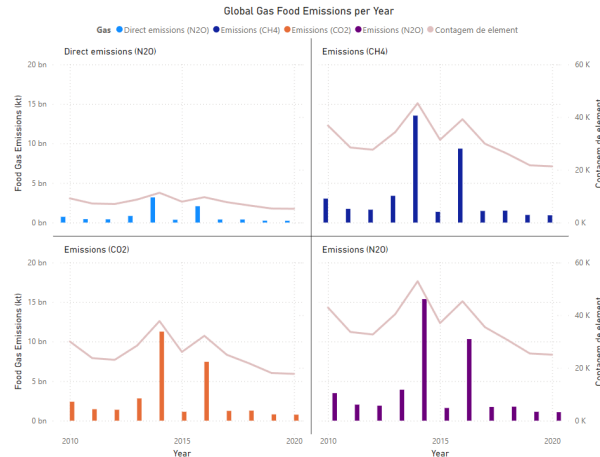 Global Gas Food Emissions per Year
Gas Direct emissions (N2O) Emissions (CH4) Emissions (CO2) Emissions (N2O) Contagem de element
Direct emissions (N2O) Emissions (CH4)
20 bn 60 K
15 bn
40 K
10 bn
20 K
5 bn
0 bn 0 K
Food Gas Emissions (kt)
Contagem de element
Emissions (CO2) Emissions (N2O)
20 bn 60 K
15 bn
40 K
10 bn
20 K
5 bn
0 bn 0 K
Food Gas Emissions (kt)
Contagem de element
2010 2015 2020 2010 2015 2020
Year Year